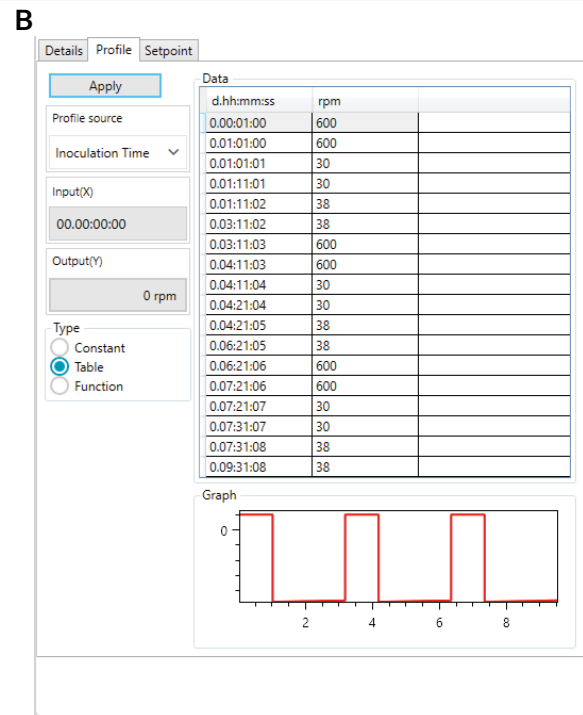 B
Details Profile Setpoint
Apply
Profile source
Inoculation Time
Input(X)
00.00:00:00
Output(Y)
0 rpm
Type
Constant
Table
Function
Data
d.hh:mm:ss rpm
0.00:01:00 600
0.01:01:00 600
0.01:01:01 30
0.01:11:01 30
0.01:11:02 38
0.03:11:02 38
0.03:11:03 600
0.04:11:03 600
0.04:11:04 30
0.04:21:04 30
0.04:21:05 38
0.06:21:05 38
0.06:21:06 600
0.07:21:06 600
0.07:21:07 30
0.07:31:07 30
0.07:31:08 38
0.09:31:08 38
Graph
0
2 4 6 8